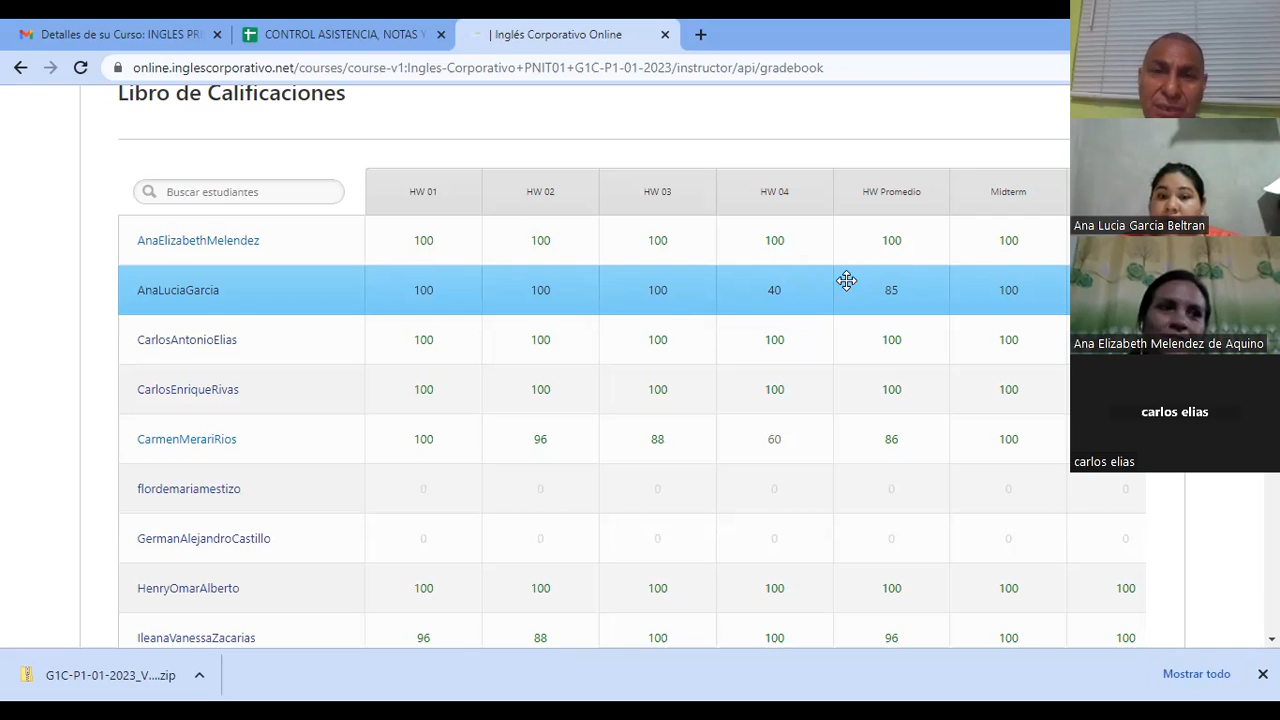 Detalles de su Curso: INGLES PRI
CONTROL ASISTENCIA, NOTAS
| Inglés Corporativo Online
online.inglescorporativo.net/courses/course-v1:Ingles-Corporativo+PNIT01+G1C-P1-01-2023/instructor/api/gradebook
Libro de Calificaciones
Buscar estudiantes HW 01 HW 02 HW 03 HW 04 HW Promedio Midterm
AnaElizabethMelendez 100 100 100 100 100 100
AnaLuciaGarcia 100 100 100 40 85 100
CarlosAntonioElias 100 100 100 100 100 100
CarlosEnriqueRivas 100 100 100 100 100 100
CarmenMerariRios 100 96 88 60 86 100
flordemariamestizo 0 0 0 0 0 0 0
GermanAlejandroCastillo 0 0 0 0 0 0 0
HenryOmarAlberto 100 100 100 100 100 100 100
IleanaVanessaZacarias 96 88 100 100 96 100 100
G1C-P1-01-2023_V....zip
Mostrar todo
Ana Lucia Garcia Beltran
Ana Elizabeth Melendez de Aquino
carlos elias
carlos elias